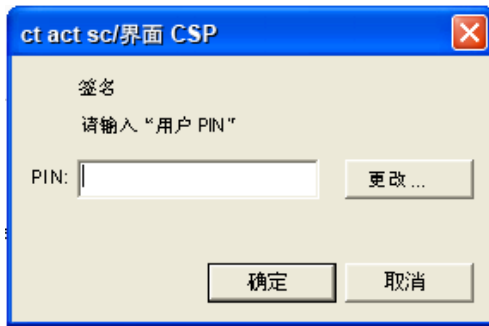 ct act sc/界面 CSP
签名
请输入 “用户 PIN”
PIN:
更改 ...
确定
取消